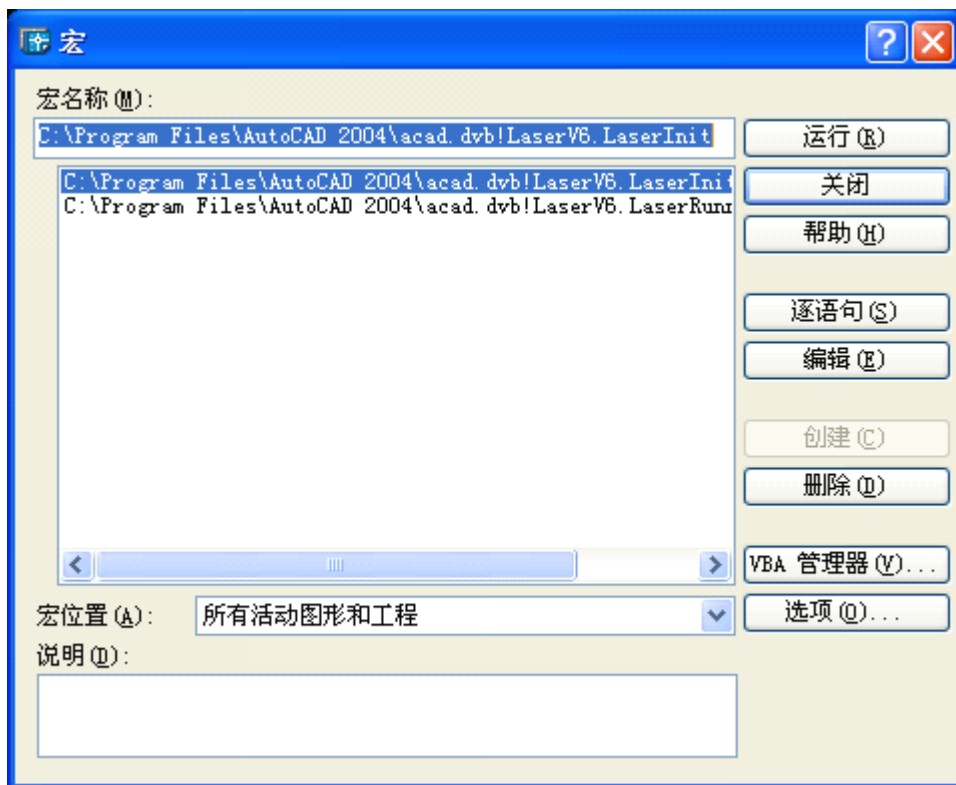 宏
宏名称(M):
C:\Program Files\AutoCAD 2004\acad.dvb!LaserV6.LaserInit
运行(R)
C:\Program Files\AutoCAD 2004\acad.dvb!LaserV6.LaserInit
关闭
C:\Program Files\AutoCAD 2004\acad.dvb!LaserV6.LaserRunn
帮助(H)
逐语句(S)
编辑(E)
创建(C)
删除(D)
VBA 管理器(V)...
宏位置(A):
所有活动图形和工程
选项(O)...
说明(D):